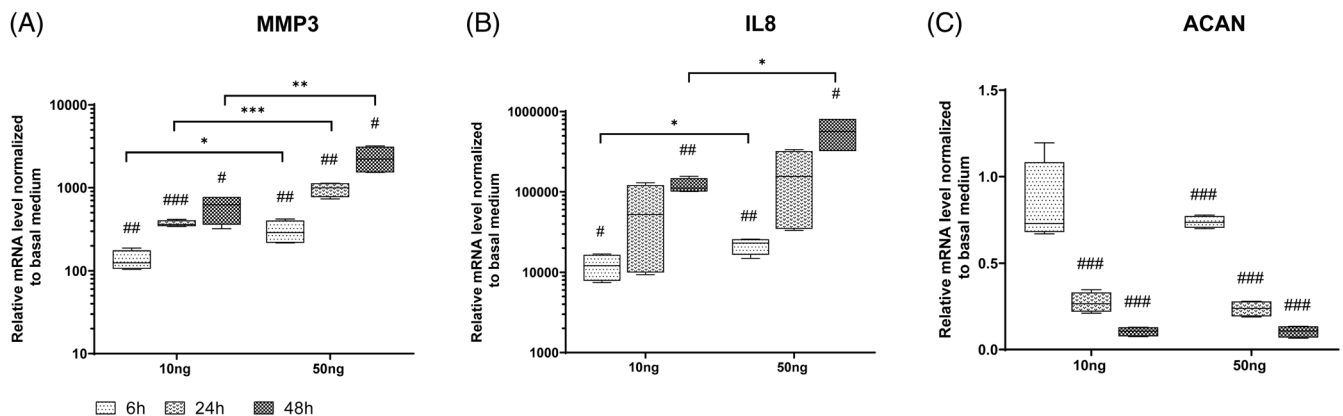 (A)
MMP3
Relative mRNA level normalized
to basal medium
10000
1000
100
10
**
***
*
##
###
#
##
##
#
10ng
50ng
6h
24h
48h
(B)
IL8
Relative mRNA level normalized
to basal medium
1000000
100000
10000
1000
*
*
#
##
##
#
10ng
50ng
(C)
ACAN
Relative mRNA level normalized
to basal medium
1.5
1.0
0.5
0.0
###
###
###
###
###
10ng
50ng